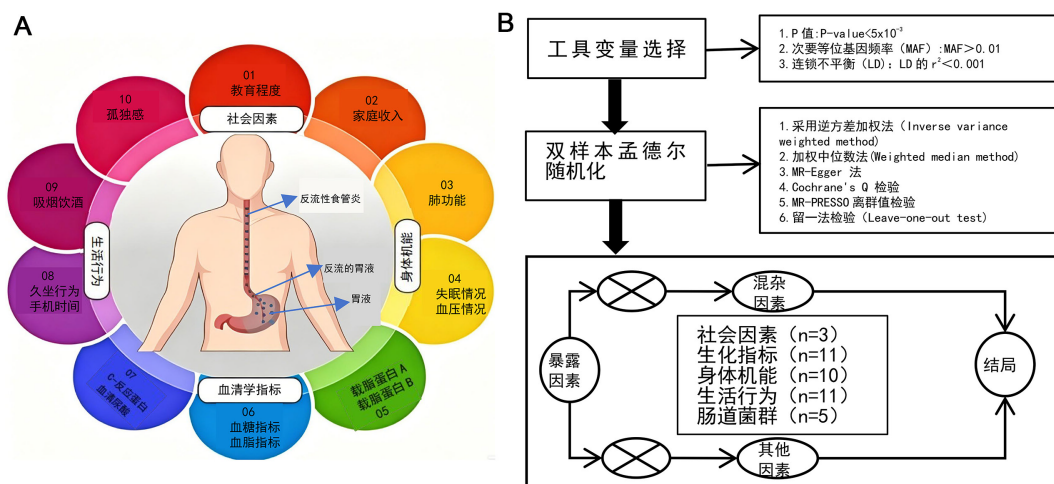 A
01
教育程度
02
家庭收入
03
肺功能
04
失眠情况
血压情况
载脂蛋白 A
载脂蛋白 B
05
06
血糖指标
血脂指标
07
C-反应蛋白
血清尿酸
08
久坐行为
手机时间
09
吸烟饮酒
10
孤独感
社会因素
身体机能
血清学指标
生活行为
反流性食管炎
反流的胆液
胃液
B
工具变量选择
1. P 值:P-value<5x10⁻³
2. 次要等位基因频率（MAF）:MAF＞0.01
3. 连锁不平衡（LD）：LD 的 r²＜0.001
双样本孟德尔
随机化
1. 采用逆方差加权法（Inverse variance
weighted method)
2. 加权中位数法(Weighted median method)
3. MR-Egger 法
4. Cochrane's Q 检验
5. MR-PRESSO 离群值检验
6. 留一法检验（Leave-one-out test)
混杂
因素
暴露
因素
社会因素（n=3）
生化指标（n=11）
身体机能（n=10）
生活行为（n=11）
肠道菌群（n=5）
结局
其他
因素